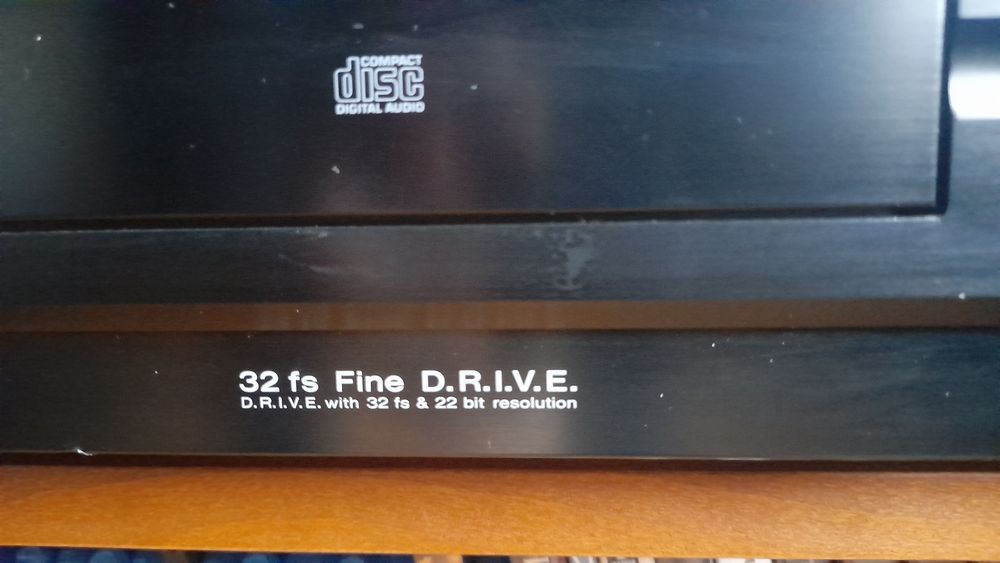 COMPACT
disc
DIGITAL AUDIO
32 fs Fine D.R.I.V.E.
D.R.I.V.E. with 32 fs & 22 bit resolution